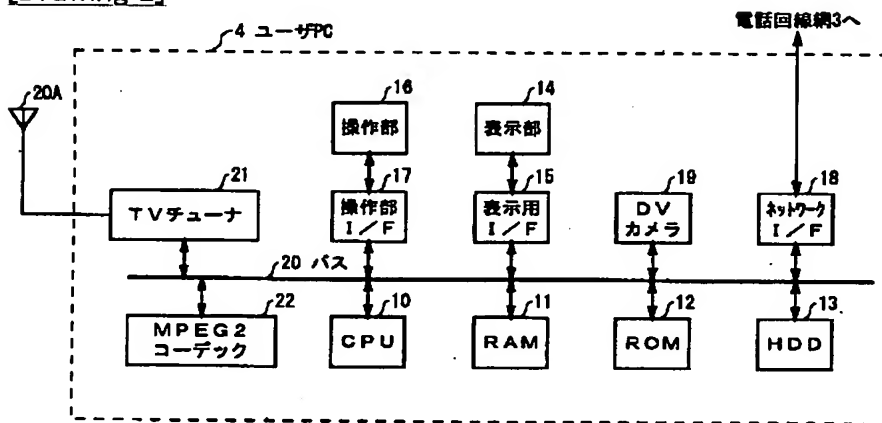 [Drawing 2]
電話回線網3へ
4 ユーザPC
20A
16
操作部
14
表示部
21
TVチューナ
17
操作部
I/F
15
表示用
I/F
19
DV
カメラ
18
ネットワーク
I/F
20 バス
22
MPEG2
コーデック
10
CPU
11
RAM
12
ROM
13
HDD